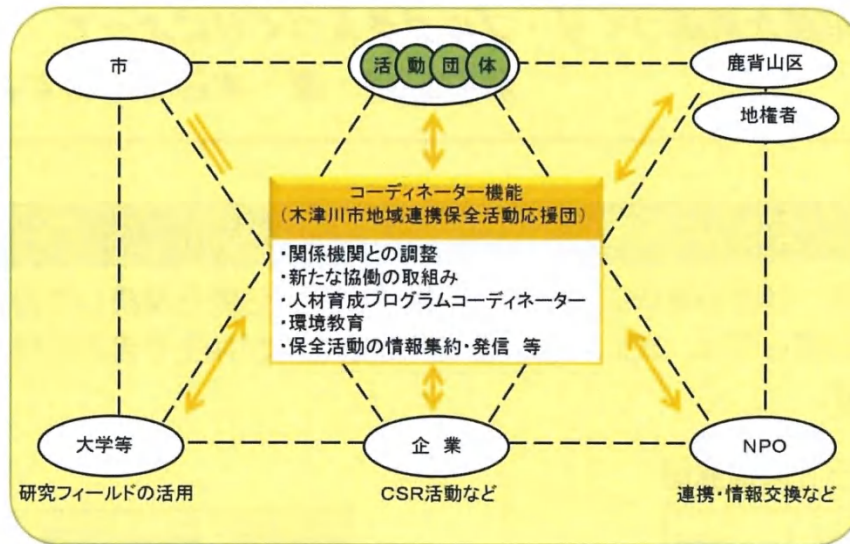 市
活動団体
鹿背山区
地権者
コーディネーター機能
(木津川市地域連携保全活動応援団)
・関係機関との調整
・新たな協働の取組み
・人材育成プログラムコーディネーター
・環境教育
・保全活動の情報集約・発信 等
大学等
企業
NPO
研究フィールドの活用
CSR活動など
連携・情報交換など